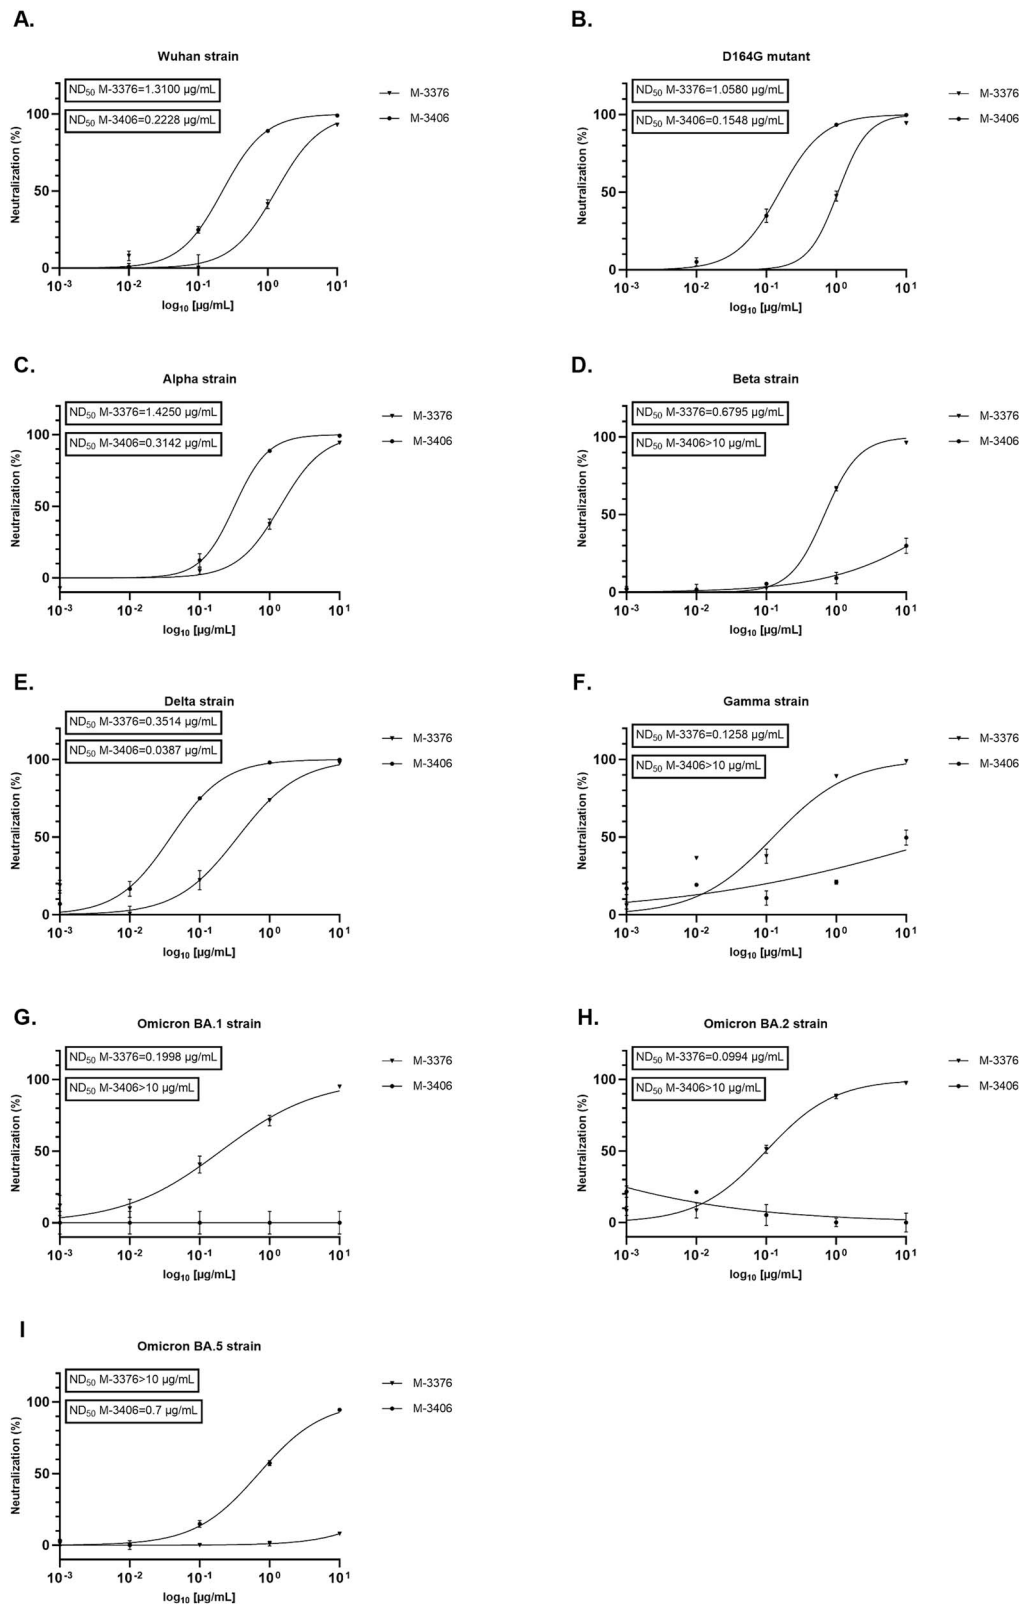 A.
Wuhan strain
ND50 M-3376=1.3100 µg/mL
ND50 M-3406=0.2228 µg/mL
M-3376
M-3406
Neutralization (%)
100
50
0
10-3 10-2 10-1 100 101
log10 [µg/mL]
B.
D164G mutant
ND50 M-3376=1.0580 µg/mL
ND50 M-3406=0.1548 µg/mL
M-3376
M-3406
Neutralization (%)
100
50
0
10-3 10-2 10-1 100 101
log10 [µg/mL]
C.
Alpha strain
ND50 M-3376=1.4250 µg/mL
ND50 M-3406=0.3142 µg/mL
M-3376
M-3406
Neutralization (%)
100
50
0
10-3 10-2 10-1 100 101
log10 [µg/mL]
D.
Beta strain
ND50 M-3376=0.6795 µg/mL
ND50 M-3406>10 µg/mL
M-3376
M-3406
Neutralization (%)
100
50
0
10-3 10-2 10-1 100 101
log10 [µg/mL]
E.
Delta strain
ND50 M-3376=0.3514 µg/mL
ND50 M-3406=0.0387 µg/mL
M-3376
M-3406
Neutralization (%)
100
50
0
10-3 10-2 10-1 100 101
log10 [µg/mL]
F.
Gamma strain
ND50 M-3376=0.1258 µg/mL
ND50 M-3406>10 µg/mL
M-3376
M-3406
Neutralization (%)
100
50
0
10-3 10-2 10-1 100 101
log10 [µg/mL]
G.
Omicron BA.1 strain
ND50 M-3376=0.1998 µg/mL
ND50 M-3406>10 µg/mL
M-3376
M-3406
Neutralization (%)
100
50
0
10-3 10-2 10-1 100 101
log10 [µg/mL]
H.
Omicron BA.2 strain
ND50 M-3376=0.0994 µg/mL
ND50 M-3406>10 µg/mL
M-3376
M-3406
Neutralization (%)
100
50
0
10-3 10-2 10-1 100 101
log10 [µg/mL]
I
Omicron BA.5 strain
ND50 M-3376>10 µg/mL
ND50 M-3406=0.7 µg/mL
M-3376
M-3406
Neutralization (%)
100
50
0
10-3 10-2 10-1 100 101
log10 [µg/mL]